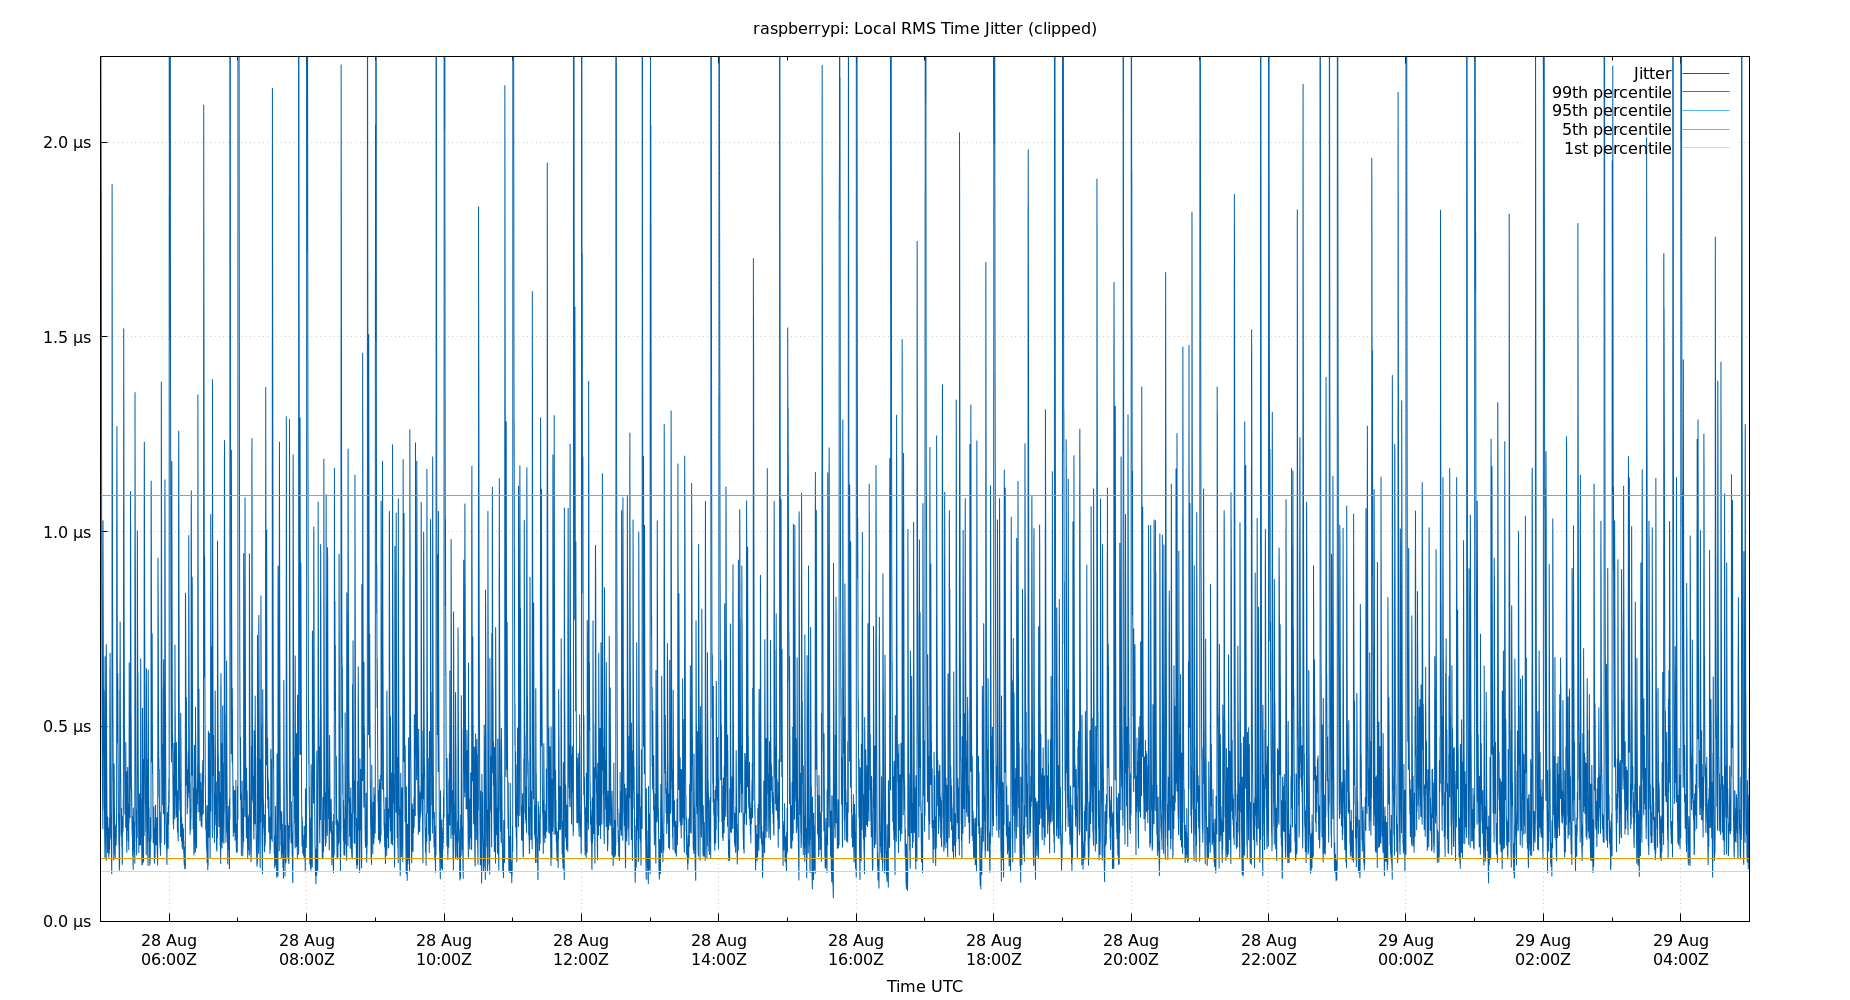 raspberrypi: Local RMS Time Jitter (clipped)
Jitter
99th percentile
95th percentile
5th percentile
1st percentile
2.0 μs
1.5 μs
1.0 μs
0.5 μs
0.0 μs
28 Aug 28 Aug 28 Aug 28 Aug 28 Aug 28 Aug 28 Aug 28 Aug 28 Aug 29 Aug 29 Aug 29 Aug
06:00Z 08:00Z 10:00Z 12:00Z 14:00Z 16:00Z 18:00Z 20:00Z 22:00Z 00:00Z 02:00Z 04:00Z
Time UTC